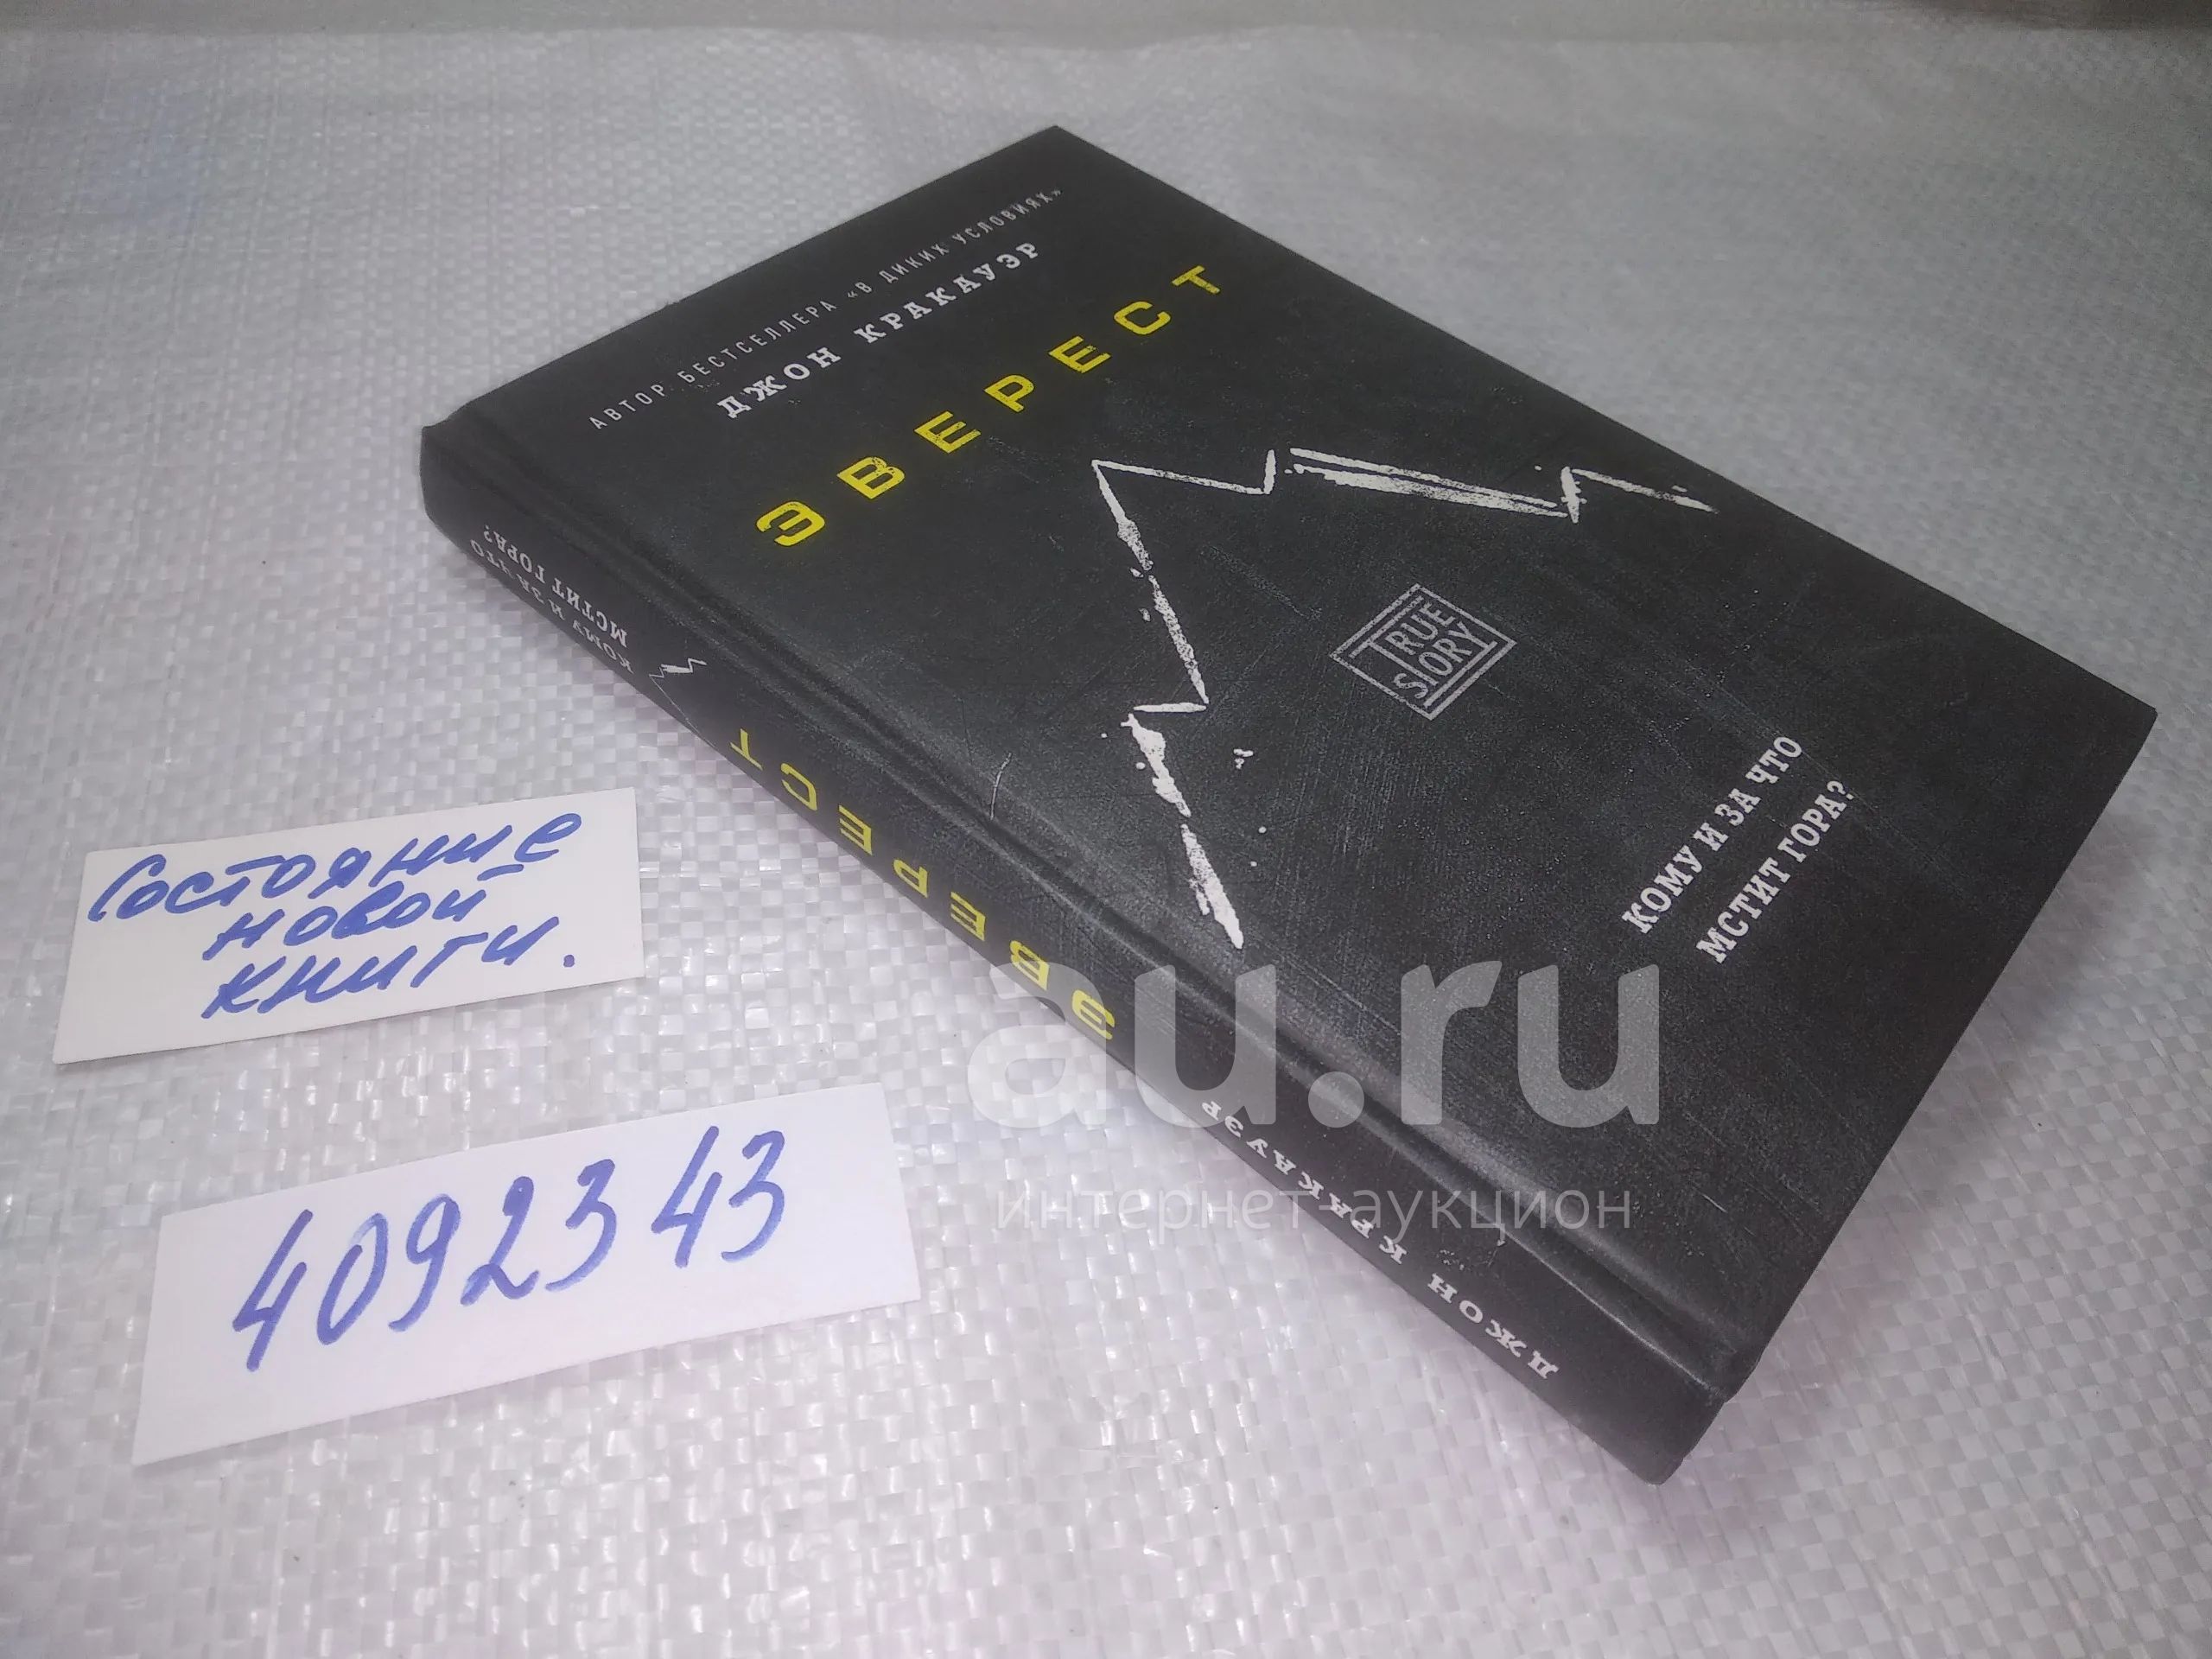 АВТОР БЕСТСЕЛЛЕРА «В ДИКИХ УСЛОВИЯХ»
ДЖОН КРАКАУЭР
ЭВЕРЕСТ
TRUE
STORY
КОМУ И ЗА ЧТО
МСТИТ ГОРА?
ДЖОН КРАКАУЭР
ЭВЕРЕСТ
КОМУ И ЗА ЧТО
МСТИТ ГОРА?
Состояние
новой
книги.
4092343
au.ru
интернет-аукцион